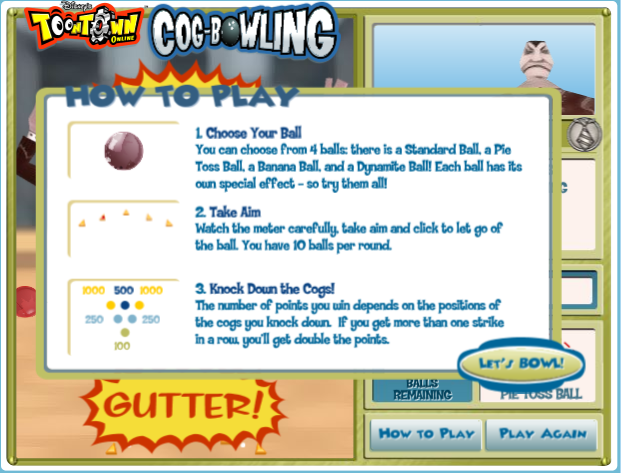 Disney's
TOONTOWN
ONLINE
COG-BOWLING
HOW TO PLAY
1. Choose Your Ball
You can choose from 4 balls: there is a Standard Ball, a Pie
Toss Ball, a Banana Ball, and a Dynamite Ball! Each ball has its
own special effect - so try them all!
2. Take Aim
Watch the meter carefully, take aim and click to let go of
the ball. You have 10 balls per round.
1000 500 1000
250 250
100
3. Knock Down the Cogs!
The number of points you win depends on the positions of
the cogs you knock down. If you get more than one strike
in a row, you'll get double the points.
LET'S BOWL!
GUTTER!
BALLS
REMAINING
PIE TOSS BALL
HOW TO PLAY
PLAY AGAIN